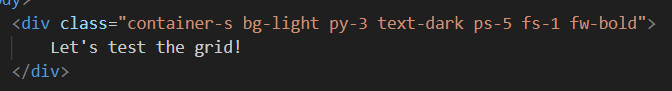 ody>
<div class="container-s bg-light py-3 text-dark ps-5 fs-1 fw-bold">
Let's test the grid!
</div>